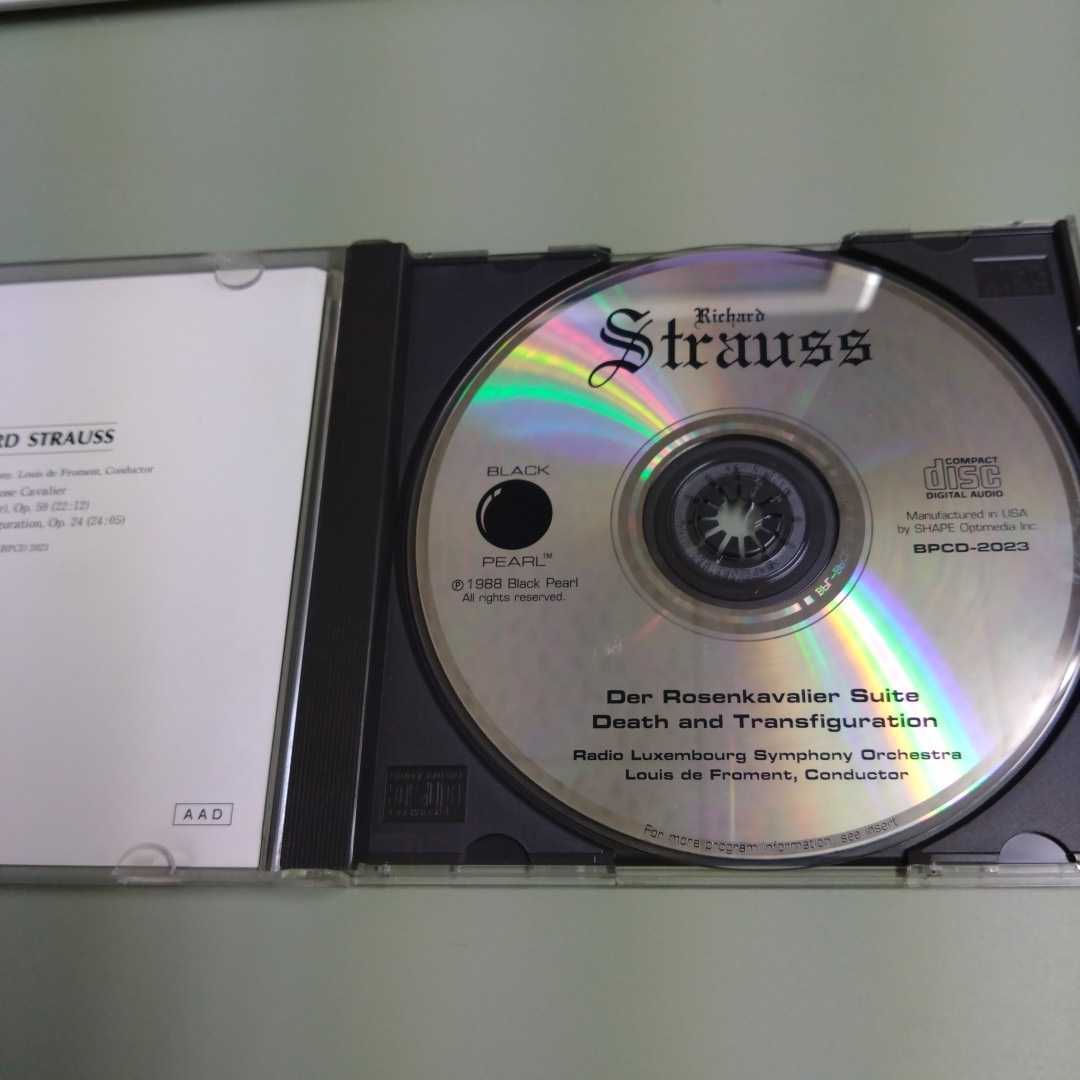 RD STRAUSS
Louis de Froment, Conductor
ose Cavalier
Op. 59 (22:12)
guration, Op. 24 (24:05)
BPCD 2023
AAD
Richard
Strauss
BLACK
PEARL™
℗ 1988 Black Pearl
All rights reserved.
COMPACT
disc
DIGITAL AUDIO
Manufactured in USA
by SHAPE Optimedia Inc.
BPCD-2023
Der Rosenkavalier Suite
Death and Transfiguration
Radio Luxembourg Symphony Orchestra
Louis de Froment, Conductor
For more program information, see insert